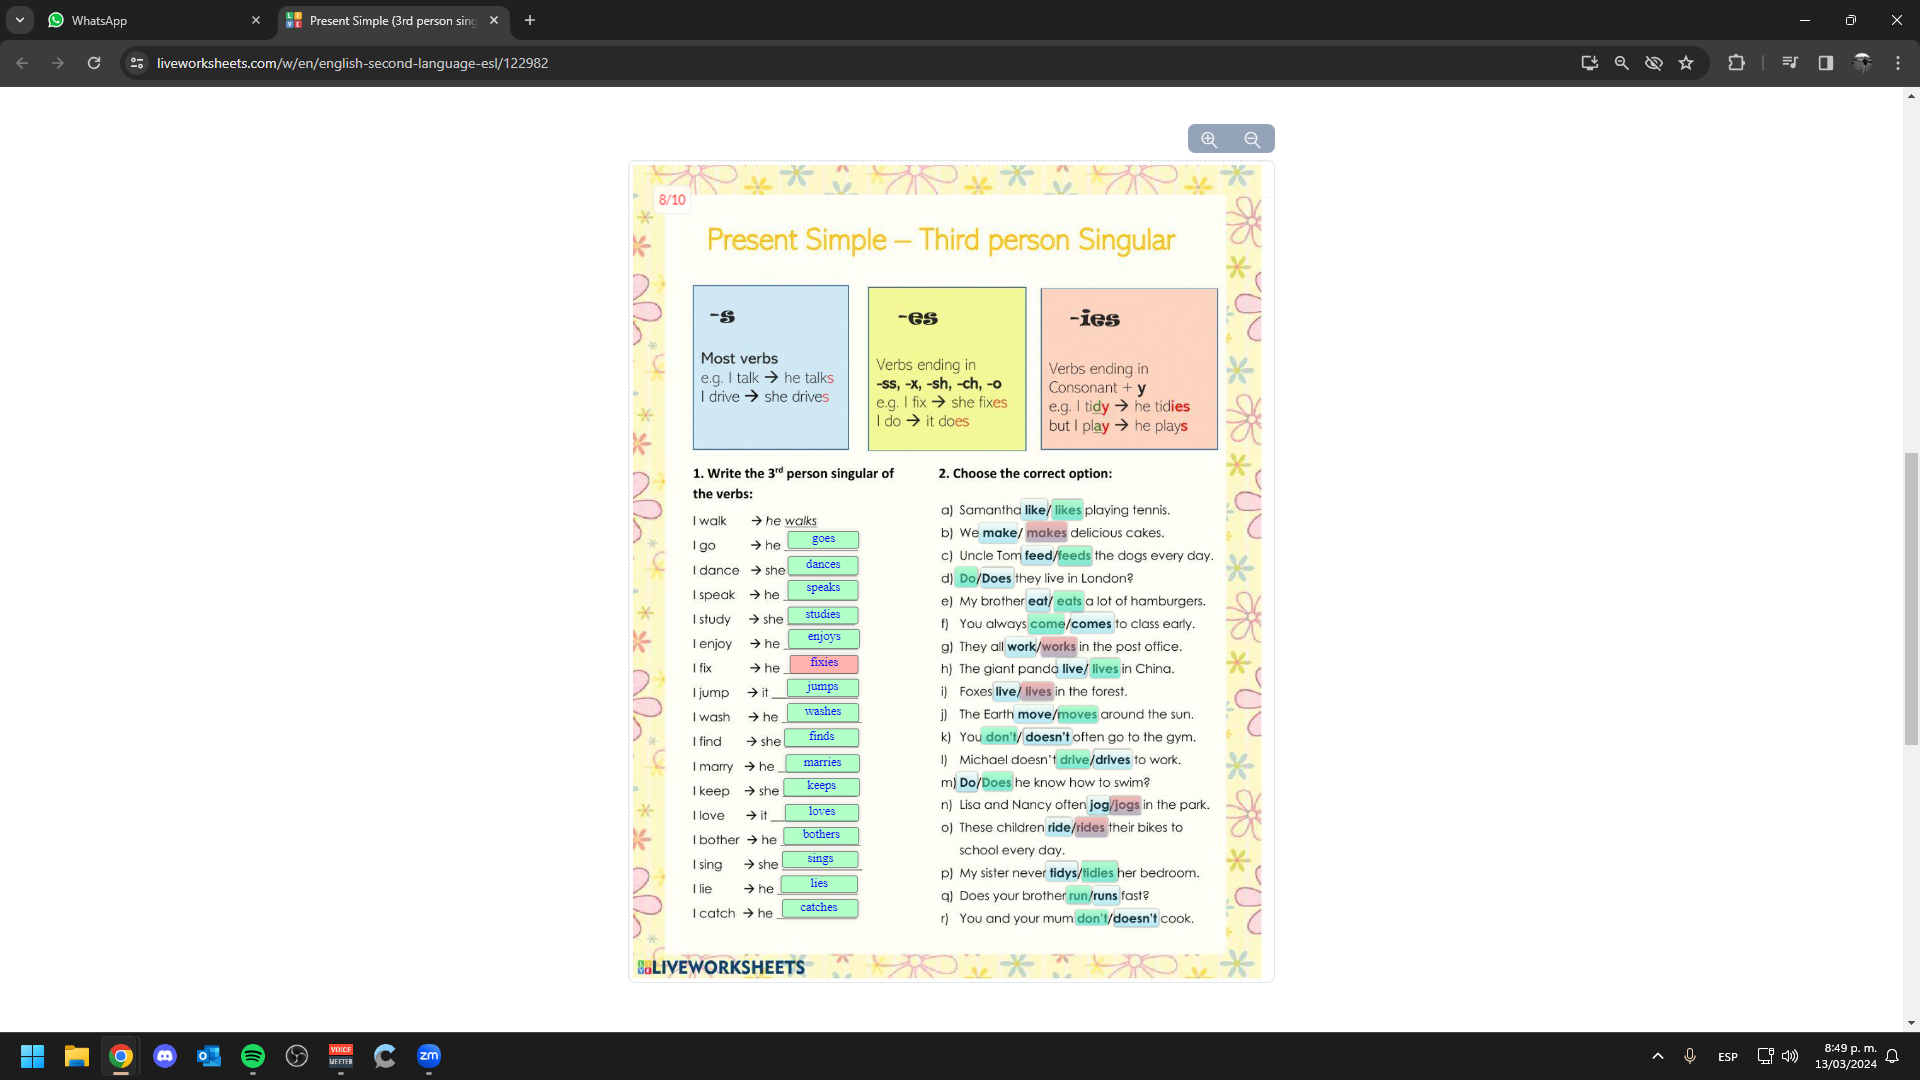 WhatsApp
Present Simple (3rd person sing
liveworksheets.com/w/en/english-second-language-esl/122982
8/10
Present Simple – Third person Singular
-s
Most verbs
e.g. I talk → he talks
I drive → she drives
-es
Verbs ending in
-ss, -x, -sh, -ch, -o
e.g. I fix → she fixes
I do → it does
-ies
Verbs ending in
Consonant + y
e.g. I tidy → he tidies
but I play → he plays
1. Write the 3rd person singular of
the verbs:
I walk → he walks
I go → he goes
I dance → she dances
I speak → he speaks
I study → she studies
I enjoy → he enjoys
I fix → he fixies
I jump → it jumps
I wash → he washes
I find → she finds
I marry → he marries
I keep → she keeps
I love → it loves
I bother → he bothers
I sing → she sings
I lie → he lies
I catch → he catches
2. Choose the correct option:
a) Samantha like/ likes playing tennis.
b) We make/ makes delicious cakes.
c) Uncle Tom feed/feeds the dogs every day.
d) Do/Does they live in London?
e) My brother eat/ eats a lot of hamburgers.
f) You always come/comes to class early.
g) They all work/works in the post office.
h) The giant panda live/ lives in China.
i) Foxes live/ lives in the forest.
j) The Earth move/moves around the sun.
k) You don't/ doesn't often go to the gym.
l) Michael doesn't drive/drives to work.
m) Do/Does he know how to swim?
n) Lisa and Nancy often jog/jogs in the park.
o) These children ride/rides their bikes to
school every day.
p) My sister never tidys/tidies her bedroom.
q) Does your brother run/runs fast?
r) You and your mum don't/doesn't cook.
LIVE LIVEWORKSHEETS
VOICE
MEETER
zm
ESP
8:49 p. m.
13/03/2024